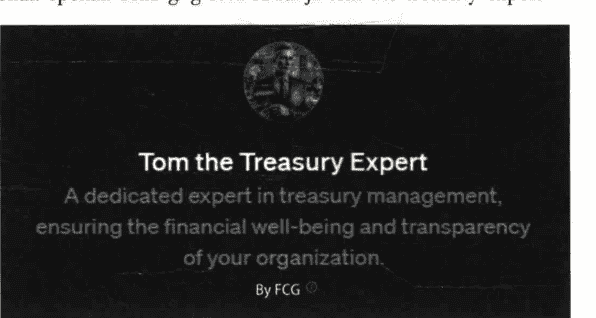 Tom the Treasury Expert
A dedicated expert in treasury management,
ensuring the financial well-being and transparency
of your organization.
By FCG